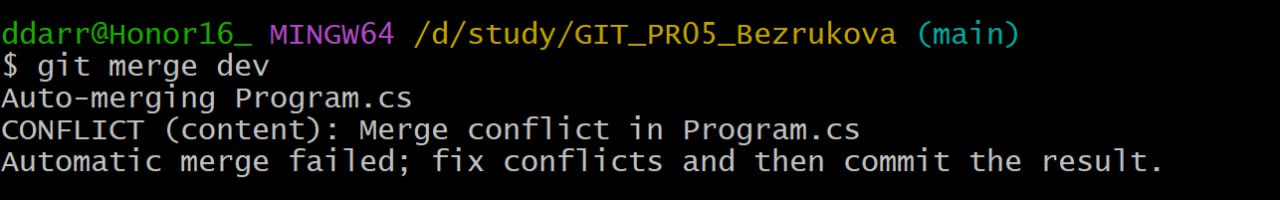 ddarr@Honor16_ MINGW64 /d/study/GIT_PR05_Bezrukova (main)
$ git merge dev
Auto-merging Program.cs
CONFLICT (content): Merge conflict in Program.cs
Automatic merge failed; fix conflicts and then commit the result.